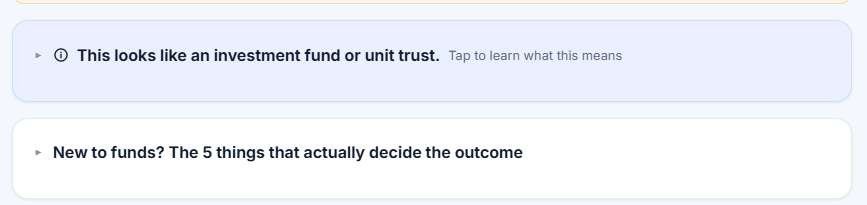 This looks like an investment fund or unit trust. Tap to learn what this means
New to funds? The 5 things that actually decide the outcome